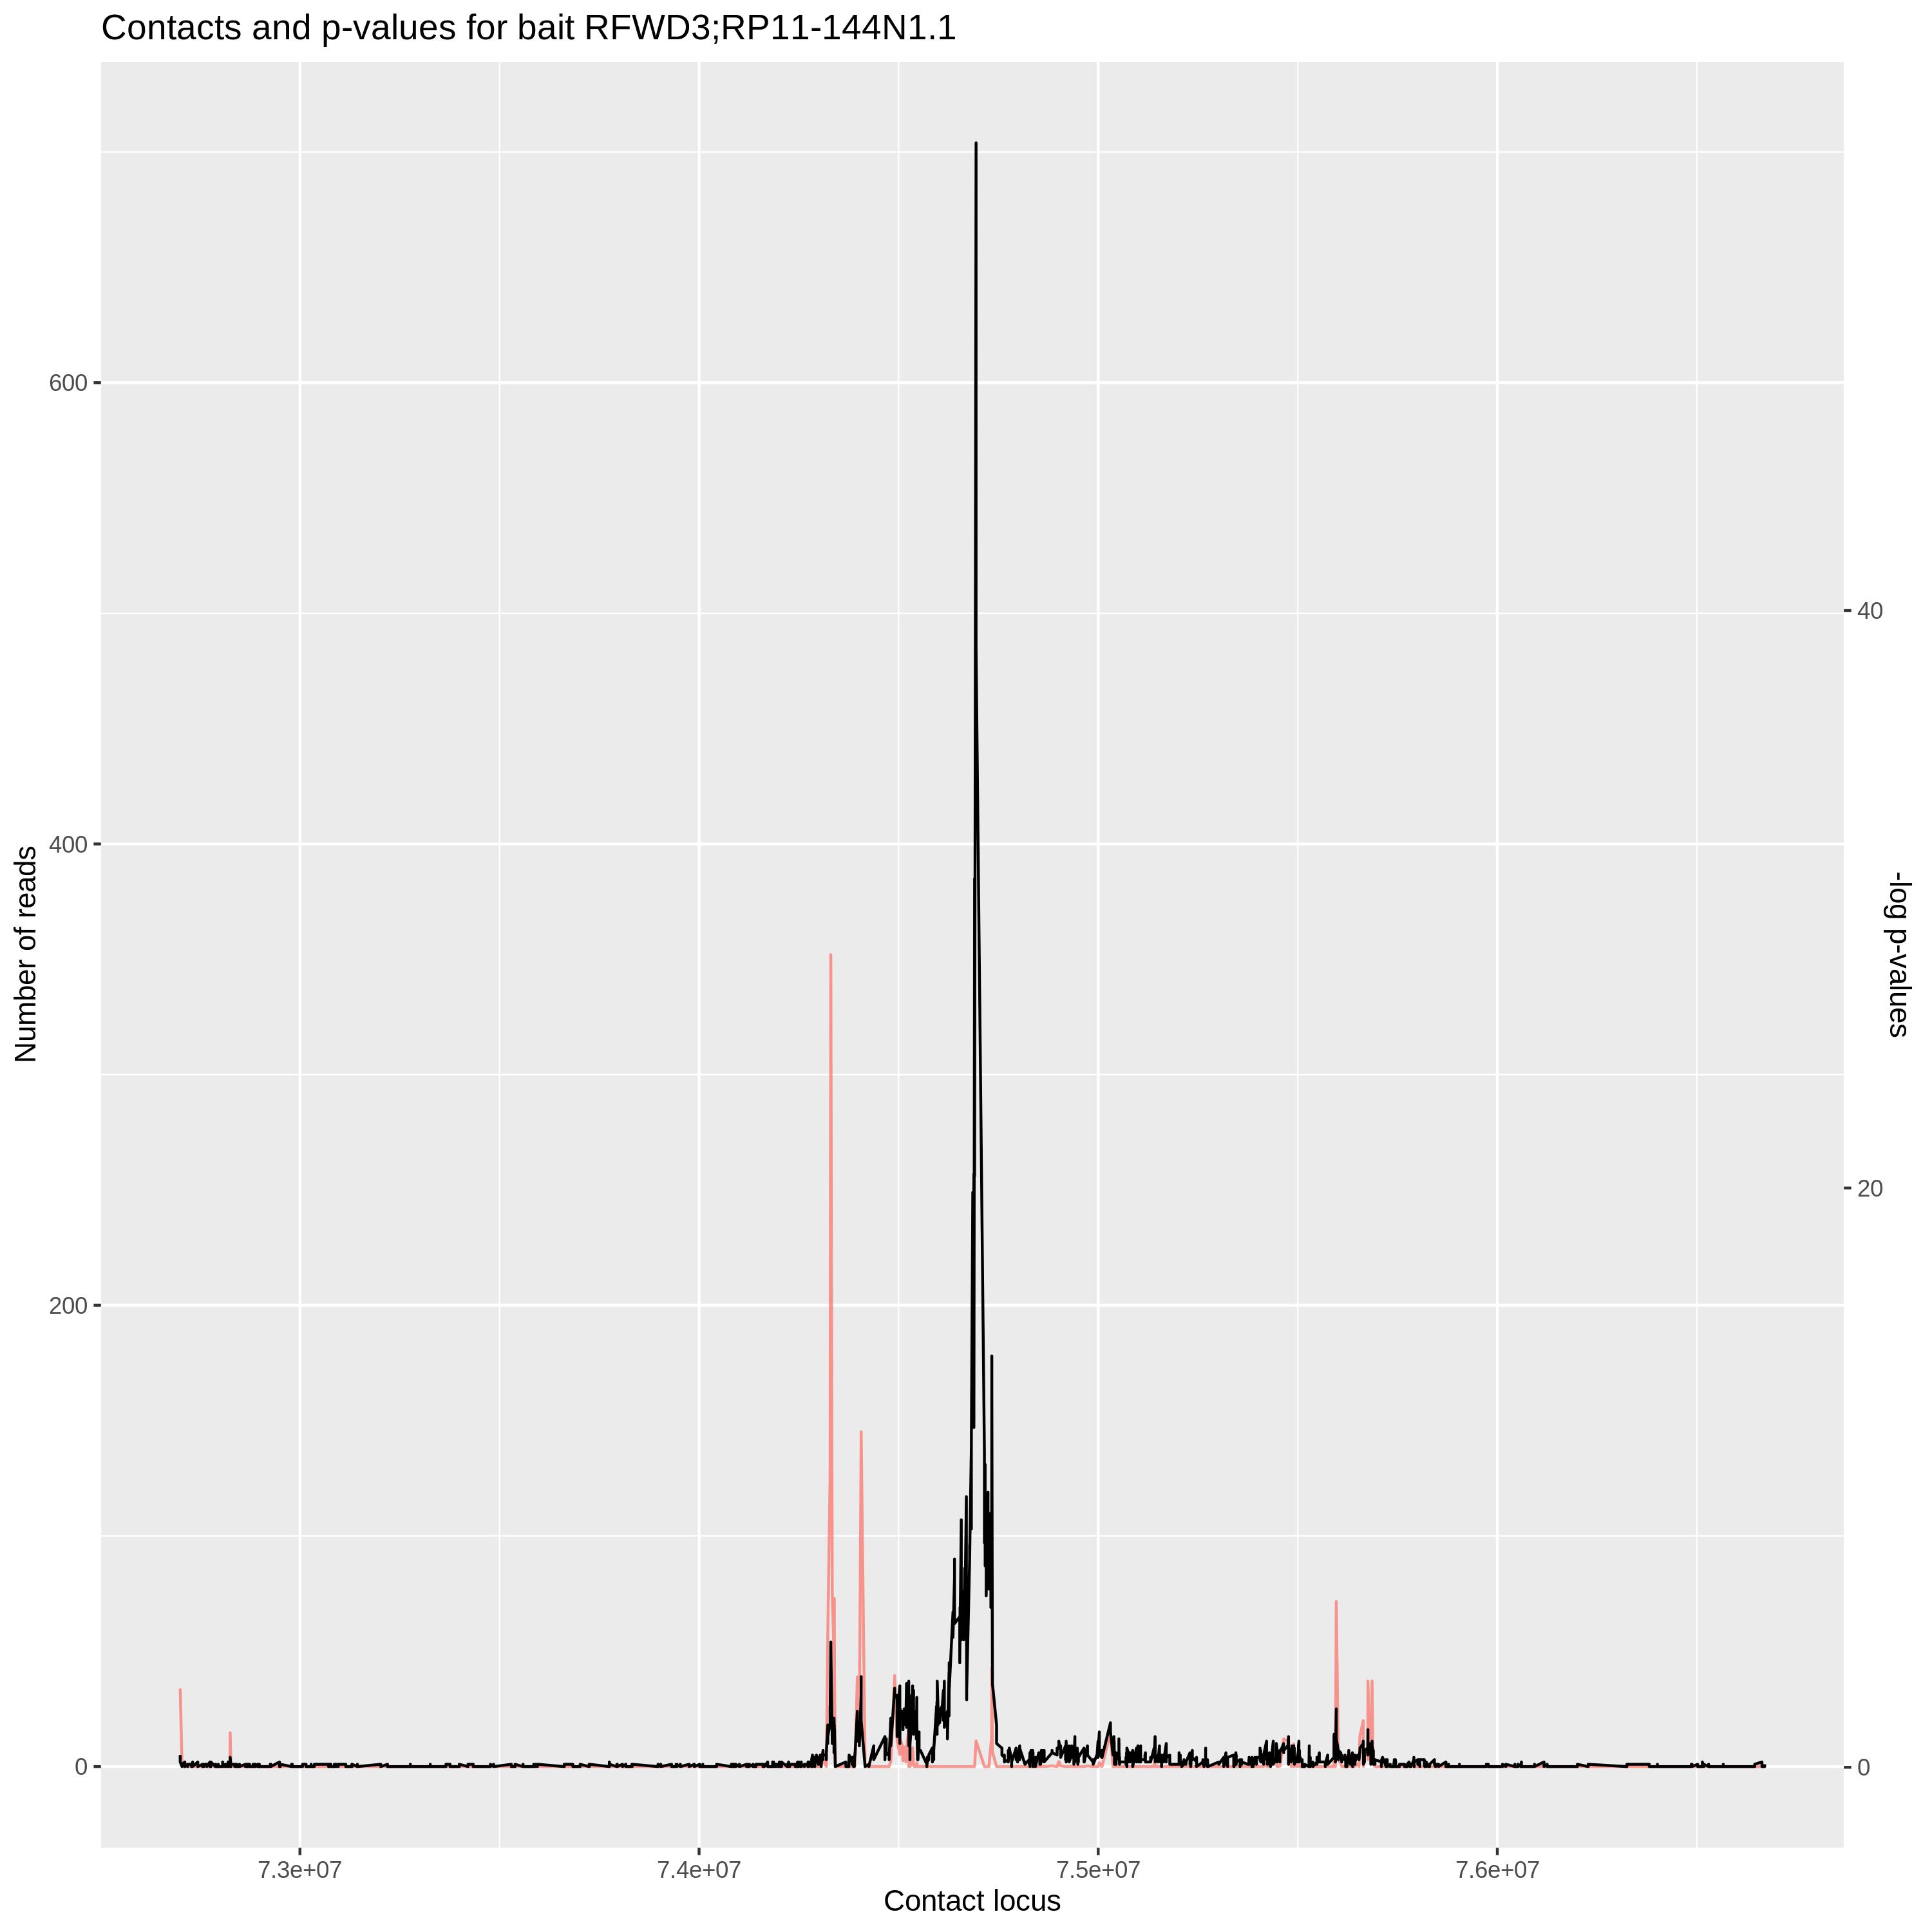 Contacts and p-values for bait RFWD3;RP11-144N1.1
Number of reads
600
400
200
0
-log p-values
40
20
0
7.3e+07
7.4e+07
7.5e+07
7.6e+07
Contact locus